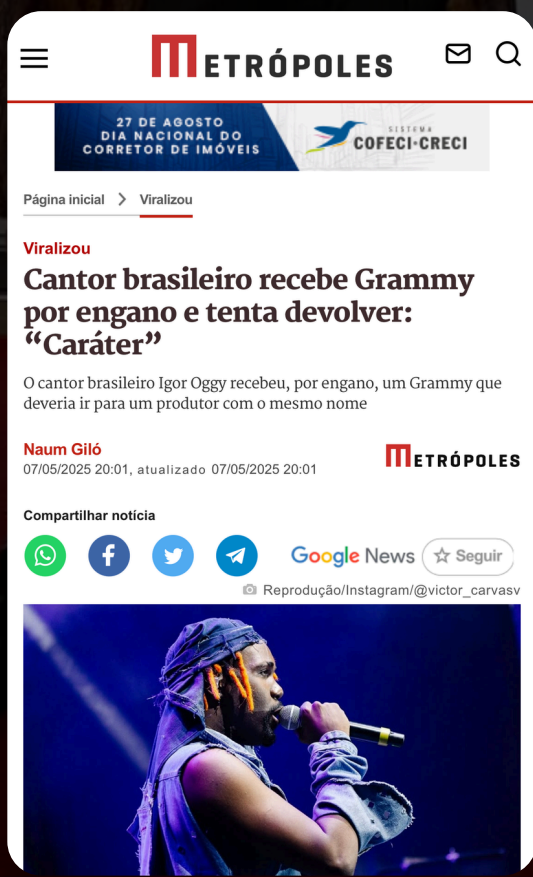 METRÓPOLES
27 DE AGOSTO
DIA NACIONAL DO
CORRETOR DE IMÓVEIS
SISTEMA
COFECI-CRECI
Página inicial > Viralizou
Viralizou
Cantor brasileiro recebe Grammy
por engano e tenta devolver:
“Caráter”
O cantor brasileiro Igor Oggy recebeu, por engano, um Grammy que
deveria ir para um produtor com o mesmo nome
Naum Giló
07/05/2025 20:01, atualizado 07/05/2025 20:01
METRÓPOLES
Compartilhar notícia
Google News
Seguir
Reprodução/Instagram/@victor_carvasv